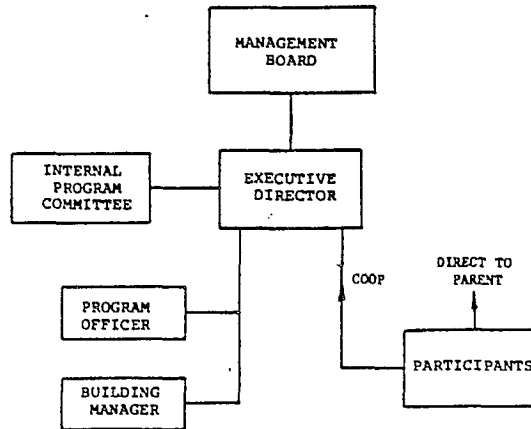 MANAGEMENT
BOARD
INTERNAL
PROGRAM
COMMITTEE
EXECUTIVE
DIRECTOR
PROGRAM
OFFICER
BUILDING
MANAGER
COOP
DIRECT TO
PARENT
PARTICIPANTS